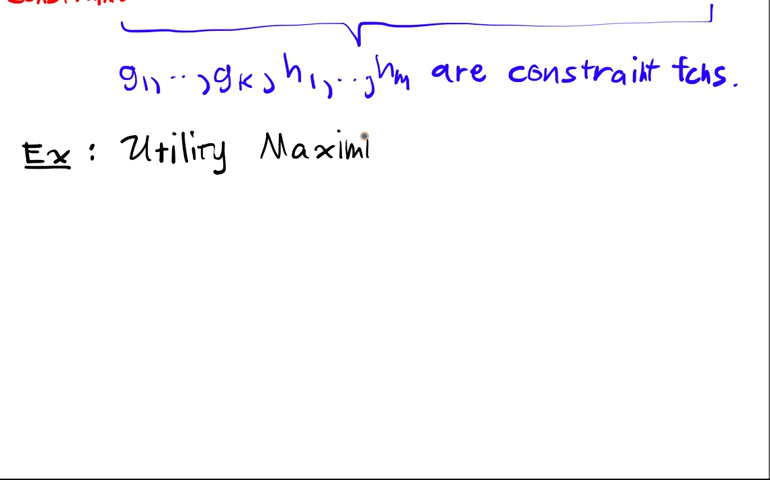 g1, .., gK, h1, .., hm are constraint fcns.
Ex : Utility Maximi